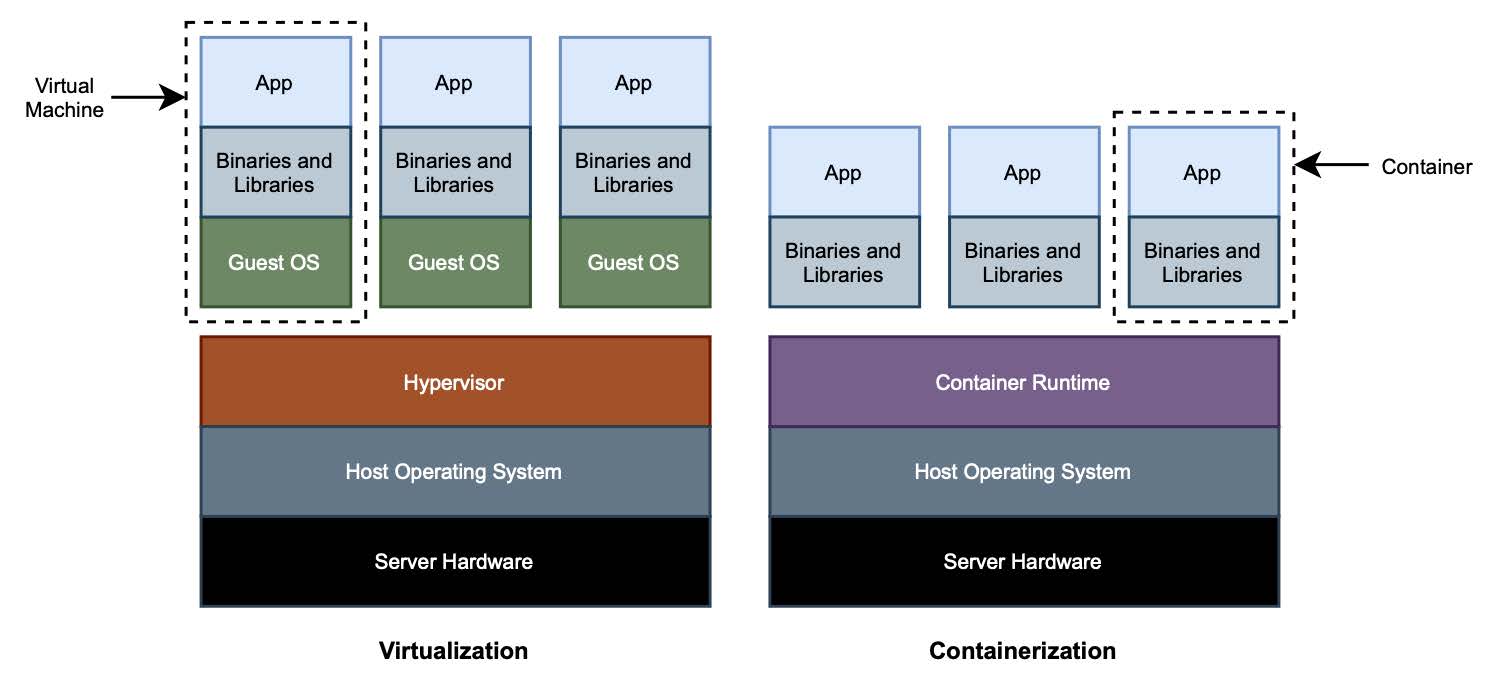 Virtual
Machine
App
App
App
Binaries and
Libraries
Binaries and
Libraries
Binaries and
Libraries
Guest OS
Guest OS
Guest OS
Hypervisor
Host Operating System
Server Hardware
Virtualization
App
App
App
Container
Binaries and
Libraries
Binaries and
Libraries
Binaries and
Libraries
Container Runtime
Host Operating System
Server Hardware
Containerization